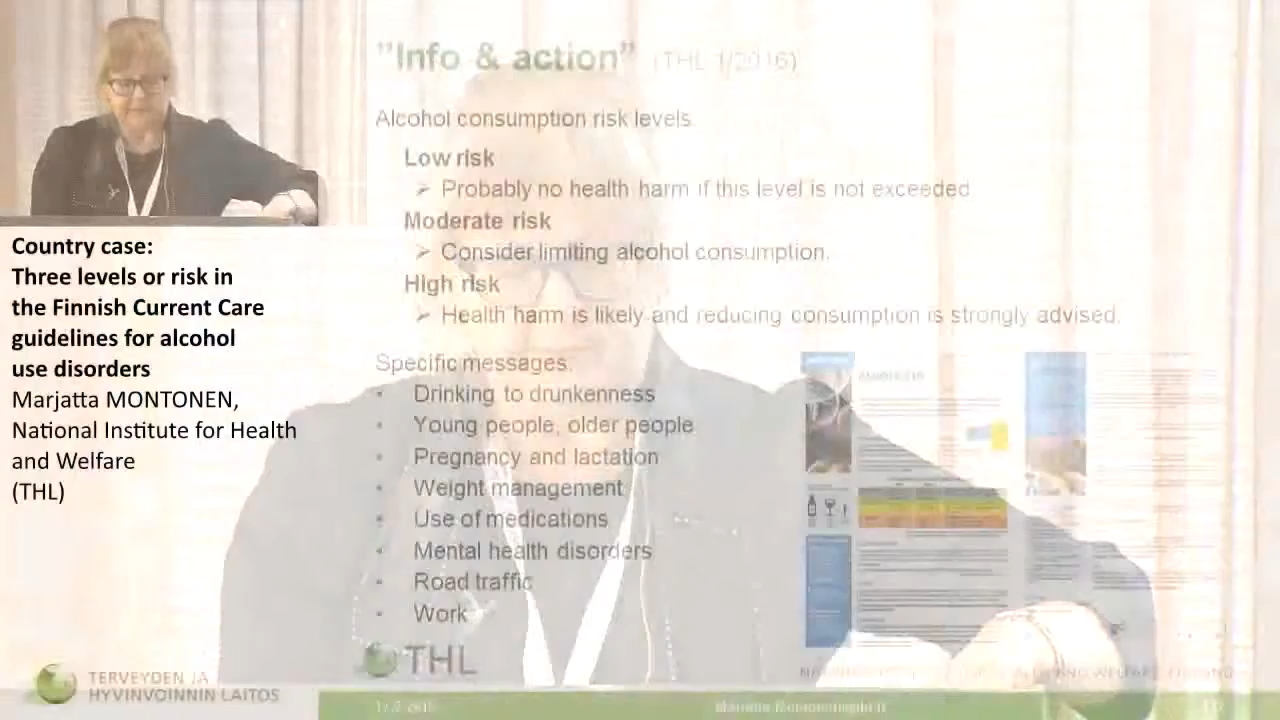 "Info & action" (THL 1/2016)
Alcohol consumption risk levels
Low risk
➢ Probably no health harm if this level is not exceeded
Moderate risk
➢ Consider limiting alcohol consumption.
High risk
➢ Health harm is likely and reducing consumption is strongly advised.
Country case:
Three levels or risk in
the Finnish Current Care
guidelines for alcohol
use disorders
Marjatta MONTONEN,
National Institute for Health
and Welfare
(THL)
Specific messages.
• Drinking to drunkenness
• Young people, older people
• Pregnancy and lactation
• Weight management
• Use of medications
• Mental health disorders
• Road traffic
• Work
THL
TERVEYDEN JA
HYVINVOINNIN LAITOS